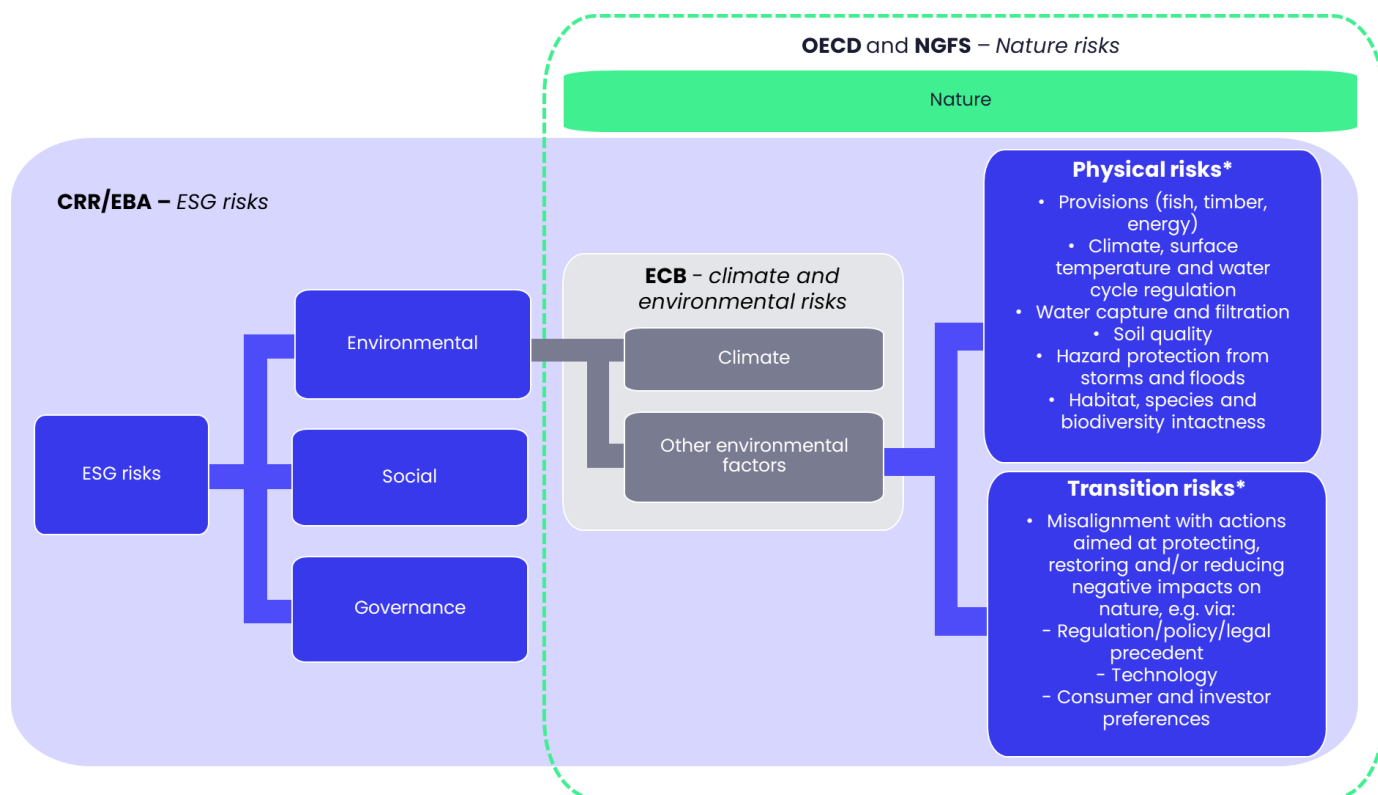 OECD and NGFS – Nature risks
Nature
CRR/EBA – ESG risks
ESG risks
Environmental
Social
Governance
ECB - climate and
environmental risks
Climate
Other environmental
factors
Physical risks*
• Provisions (fish, timber,
energy)
• Climate, surface
temperature and water
cycle regulation
• Water capture and filtration
• Soil quality
• Hazard protection from
storms and floods
• Habitat, species and
biodiversity intactness
Transition risks*
• Misalignment with actions
aimed at protecting,
restoring and/or reducing
negative impacts on
nature, e.g. via:
- Regulation/policy/legal
precedent
- Technology
- Consumer and investor
preferences